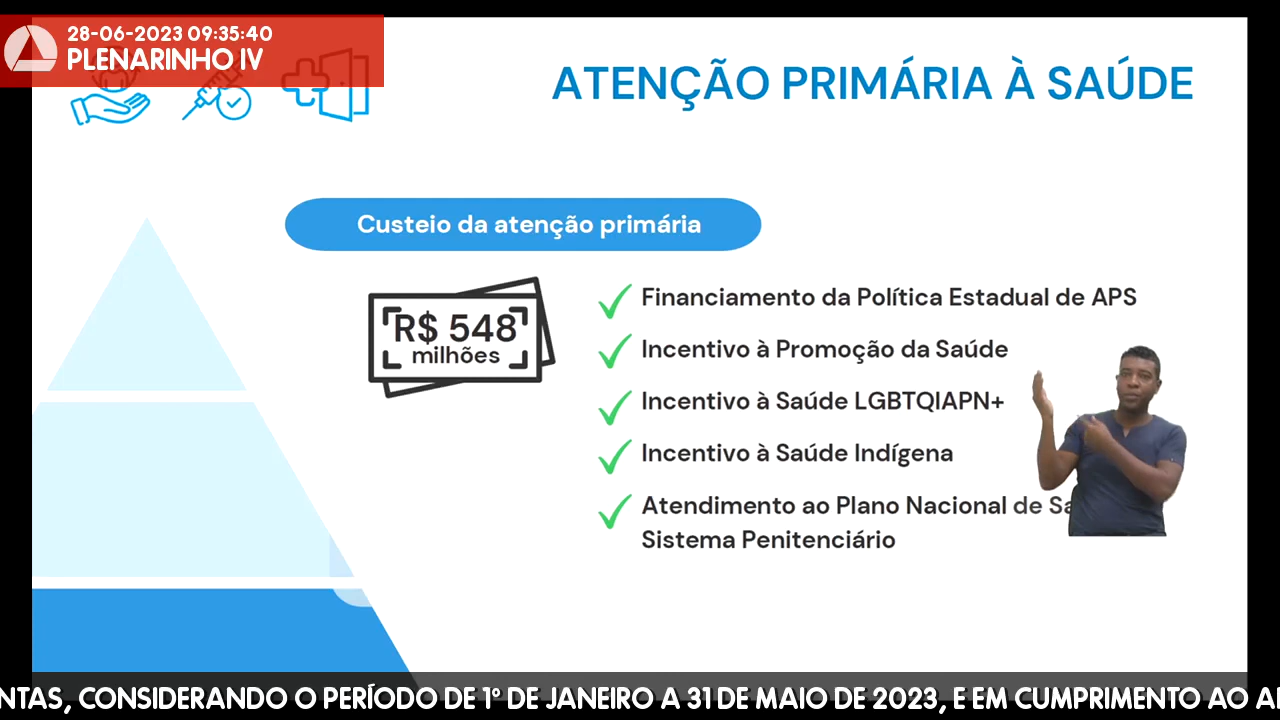 28-06-2023 09:35:40
PLENARINHO IV
ATENÇÃO PRIMÁRIA À SAÚDE
Custeio da atenção primária
R$ 548
milhões
Financiamento da Política Estadual de APS
Incentivo à Promoção da Saúde
Incentivo à Saúde LGBTQIAPN+
Incentivo à Saúde Indígena
Atendimento ao Plano Nacional de
Sistema Penitenciário
CONSIDERANDO O PERÍODO DE 1º DE JANEIRO A 31 DE MAIO DE 2023, E EM CUMPRIMENTO AO